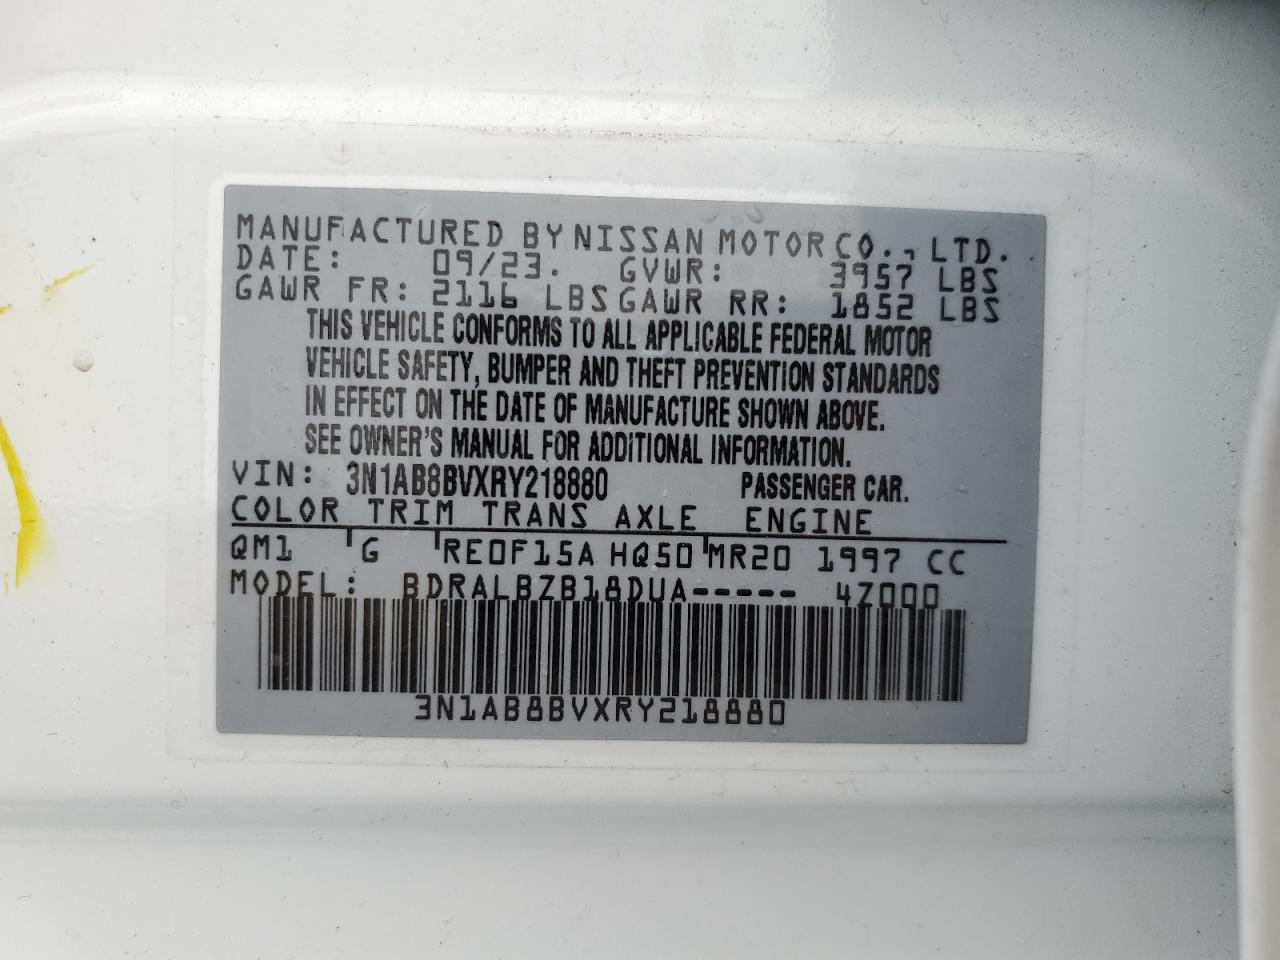 MANUFACTURED BY NISSAN MOTOR CO., LTD.
DATE: 09/23. GVWR: 3957 LBS
GAWR FR: 2116 LBS GAWR RR: 1852 LBS
THIS VEHICLE CONFORMS TO ALL APPLICABLE FEDERAL MOTOR
VEHICLE SAFETY, BUMPER AND THEFT PREVENTION STANDARDS
IN EFFECT ON THE DATE OF MANUFACTURE SHOWN ABOVE.
SEE OWNER'S MANUAL FOR ADDITIONAL INFORMATION.
VIN: 3N1AB8BVXRY218880 PASSENGER CAR.
COLOR TRIM TRANS AXLE ENGINE
QM1 G RE0F15A HQ50 MR20 1997 CC
MODEL: BDRALBZB18DUA----- 4Z000
3N1AB8BVXRY218880